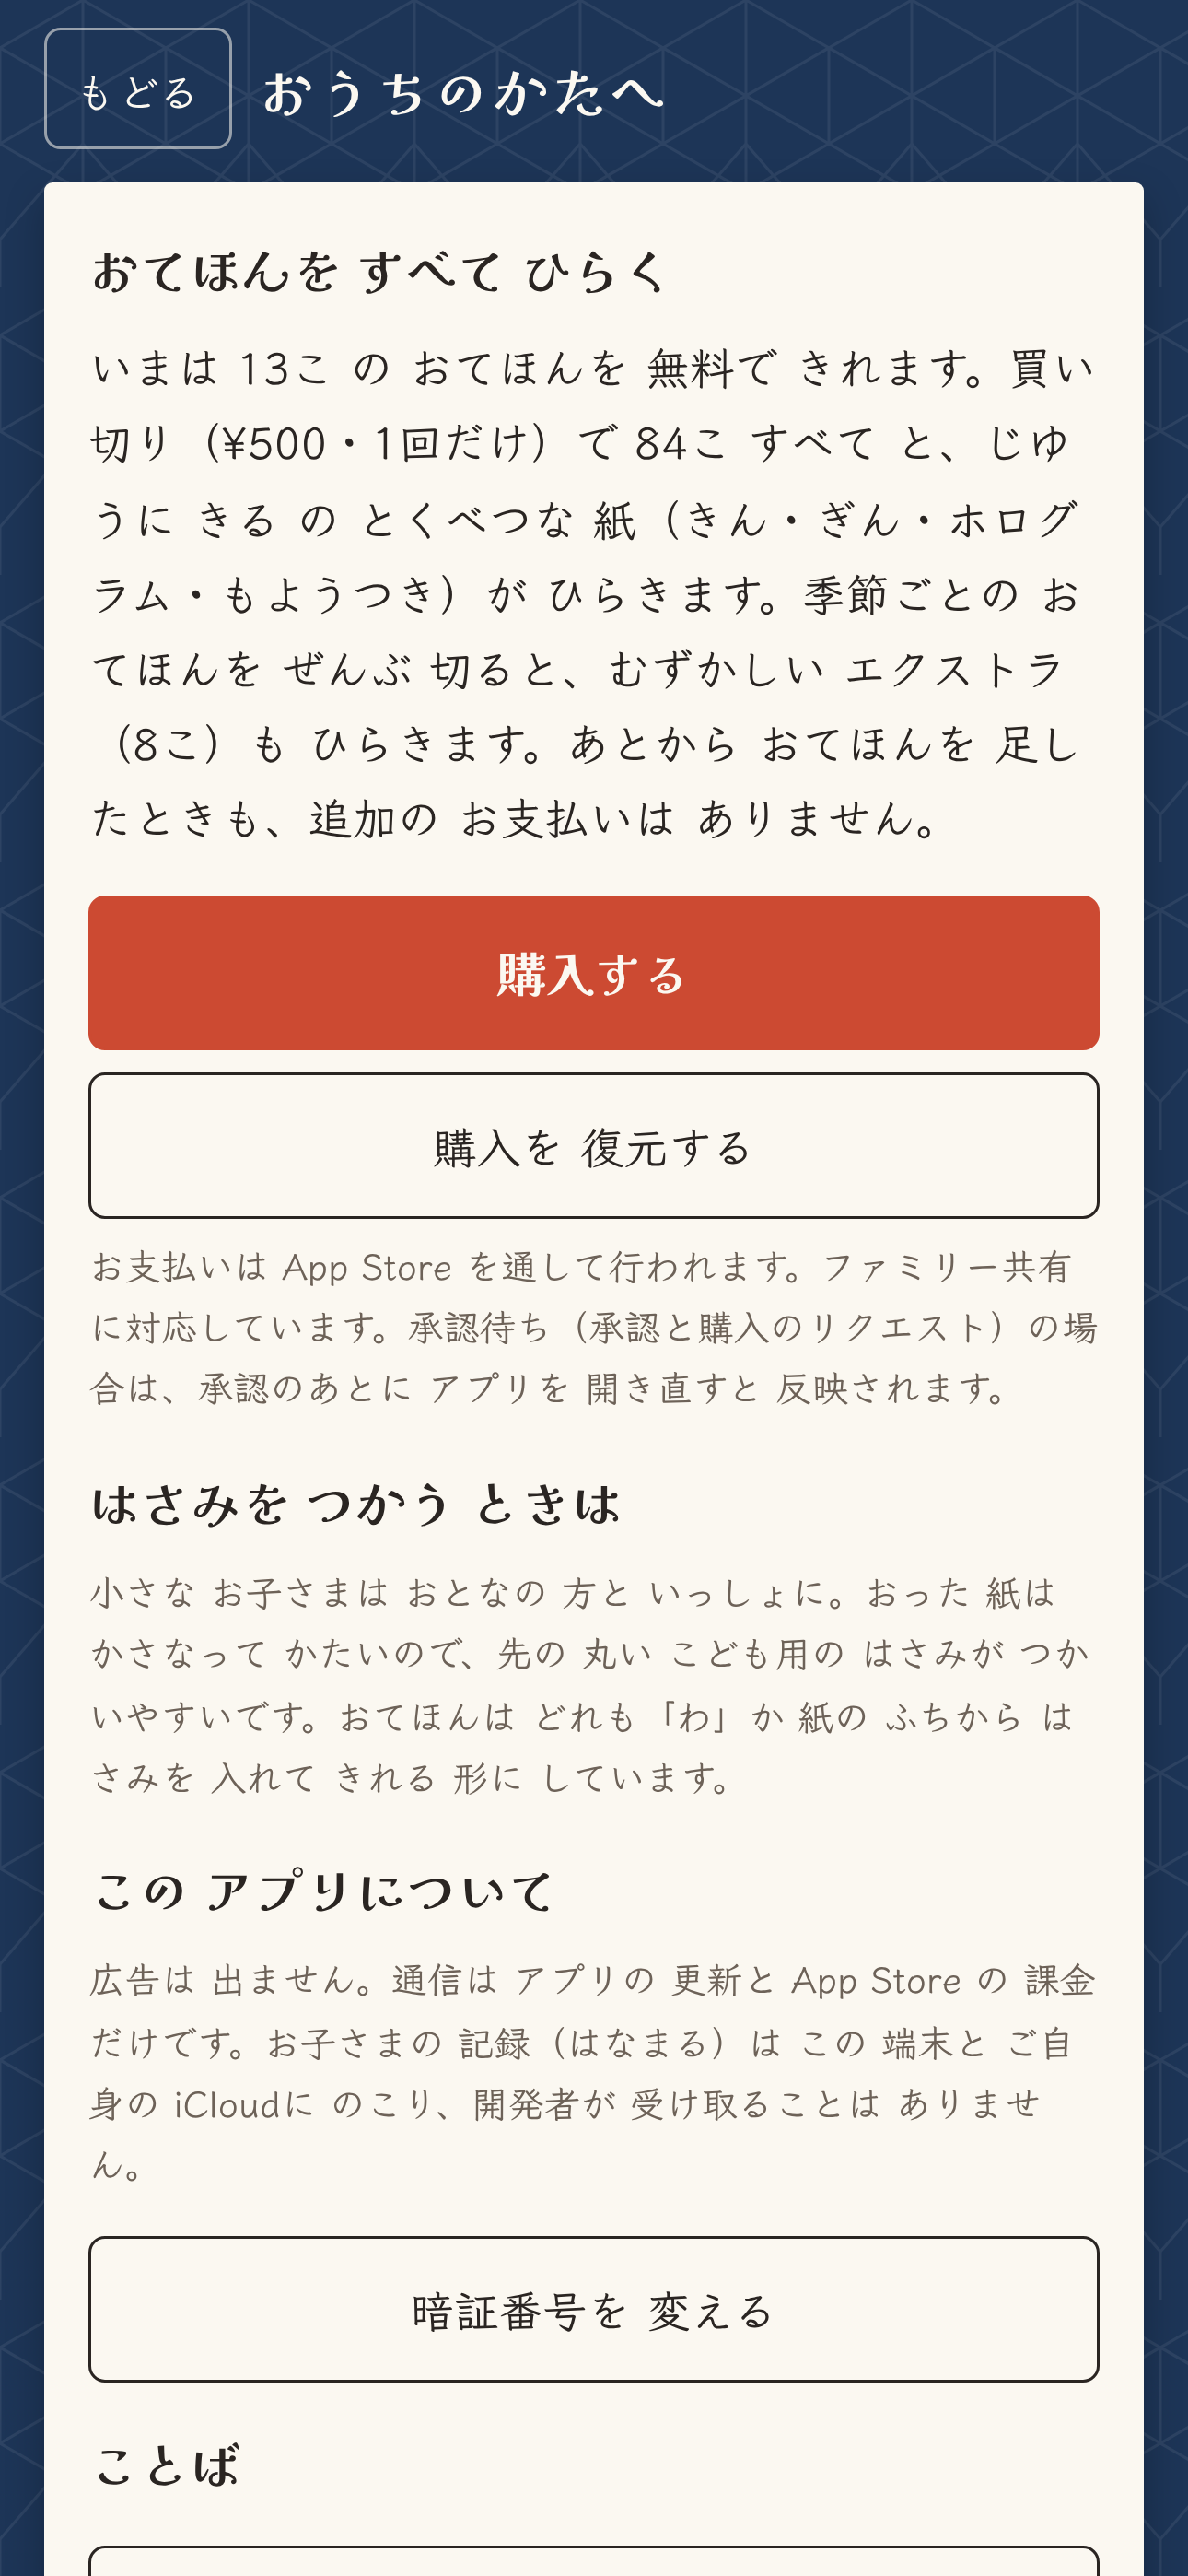 もどる
おうちのかたへ
おてほんを すべて ひらく
いまは 13こ の おてほんを 無料で きれます。買い
切り（¥500・1回だけ）で 84こ すべて と、じゆ
うに きる の とくべつな 紙（きん・ぎん・ホログ
ラム・もようつき）が ひらきます。季節ごとの お
てほんを ぜんぶ 切ると、むずかしい エクストラ
（8こ）も ひらきます。あとから おてほんを 足し
たときも、追加の お支払いは ありません。
購入する
購入を 復元する
お支払いは App Store を通して行われます。ファミリー共有
に対応しています。承認待ち（承認と購入のリクエスト）の場
合は、承認のあとに アプリを 開き直すと 反映されます。
はさみを つかう ときは
小さな お子さまは おとなの 方と いっしょに。おった 紙は
かさなって かたいので、先の 丸い こども用の はさみが つか
いやすいです。おてほんは どれも「わ」か 紙の ふちから は
さみを 入れて きれる 形に しています。
この アプリについて
広告は 出ません。通信は アプリの 更新と App Store の 課金
だけです。お子さまの 記録（はなまる）は この 端末と ご自
身の iCloudに のこり、開発者が 受け取ることは ありませ
ん。
暗証番号を 変える
ことば